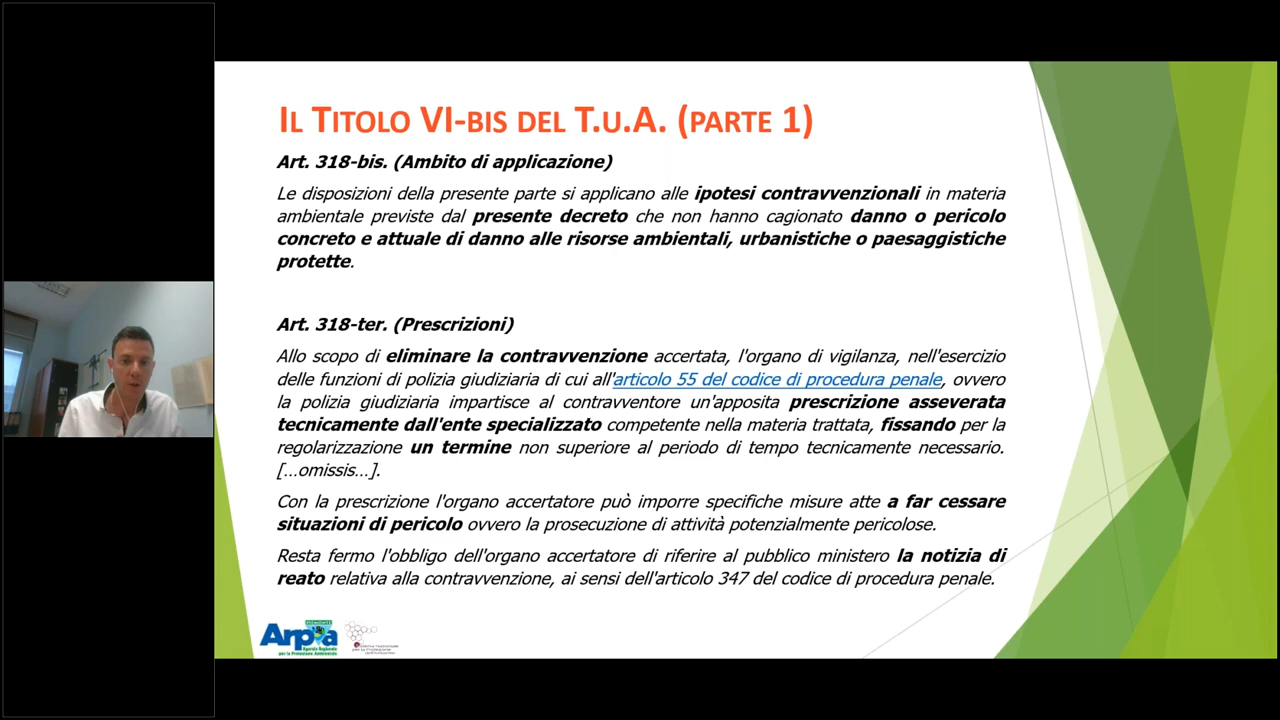 Il Titolo VI-bis del T.u.A. (parte 1)
Art. 318-bis. (Ambito di applicazione)
Le disposizioni della presente parte si applicano alle ipotesi contravvenzionali in materia
ambientale previste dal presente decreto che non hanno cagionato danno o pericolo
concreto e attuale di danno alle risorse ambientali, urbanistiche o paesaggistiche
protette.
Art. 318-ter. (Prescrizioni)
Allo scopo di eliminare la contravvenzione accertata, l'organo di vigilanza, nell'esercizio
delle funzioni di polizia giudiziaria di cui all'articolo 55 del codice di procedura penale, ovvero
la polizia giudiziaria impartisce al contravventore un'apposita prescrizione asseverata
tecnicamente dall'ente specializzato competente nella materia trattata, fissando per la
regolarizzazione un termine non superiore al periodo di tempo tecnicamente necessario.
[…omissis…].
Con la prescrizione l'organo accertatore può imporre specifiche misure atte a far cessare
situazioni di pericolo ovvero la prosecuzione di attività potenzialmente pericolose.
Resta fermo l'obbligo dell'organo accertatore di riferire al pubblico ministero la notizia di
reato relativa alla contravvenzione, ai sensi dell'articolo 347 del codice di procedura penale.
Arpa